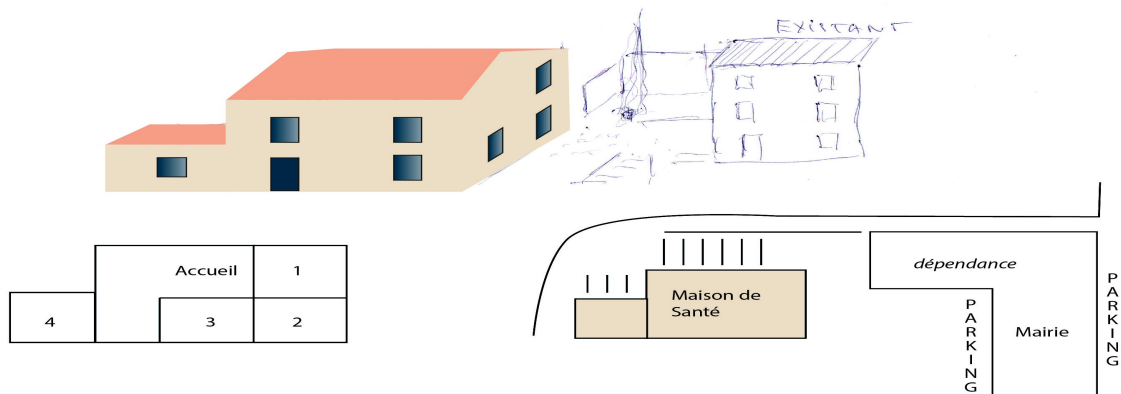 EXISTANT
Accueil
1
4
3
2
Maison de
Santé
dépendance
PARKING
Mairie
PARKING